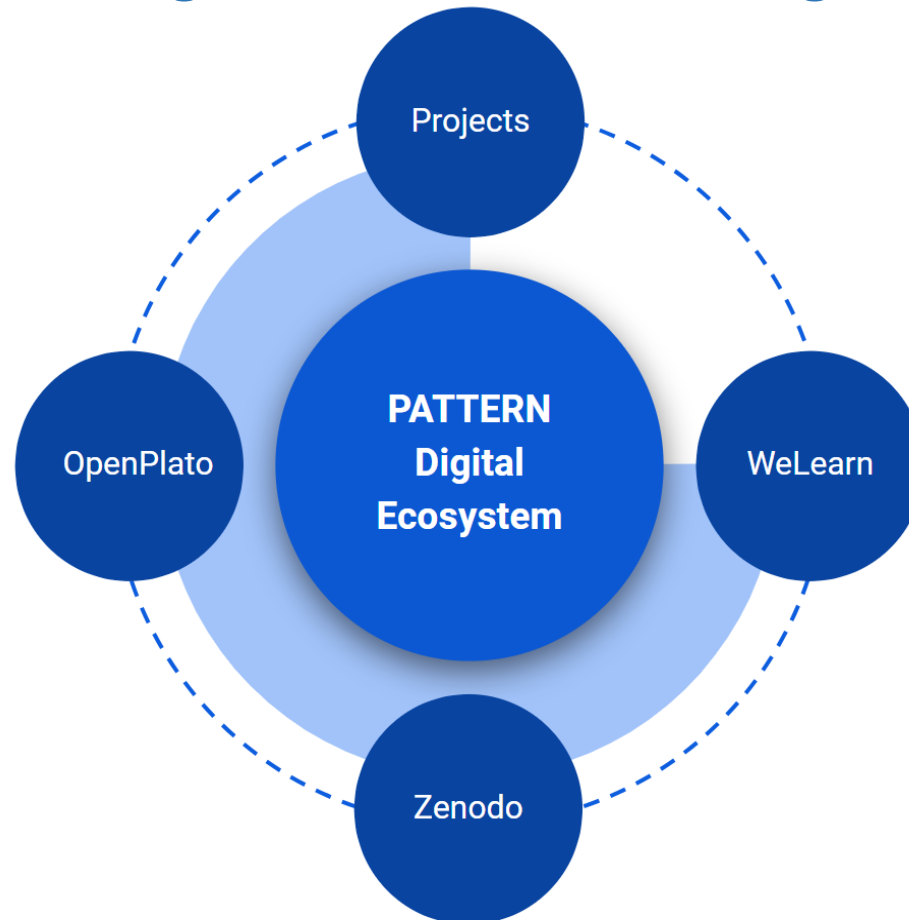 Projects
PATTERN
Digital
Ecosystem
OpenPlato
WeLearn
Zenodo